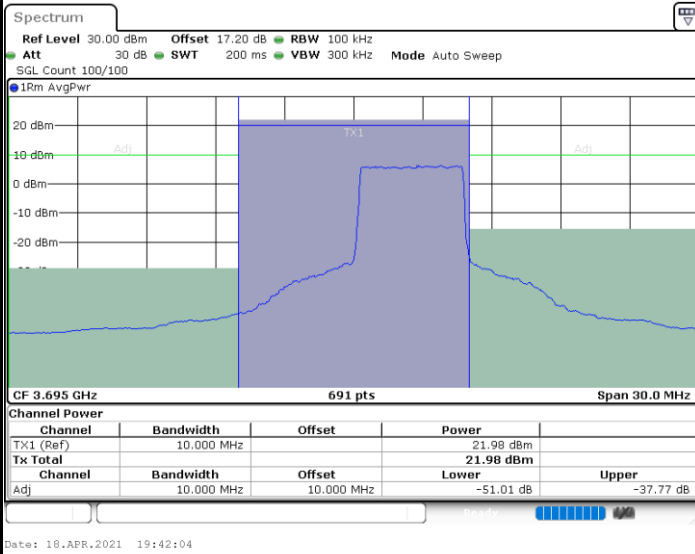 Spectrum
Ref Level 30.00 dBm Offset 17.20 dB RBW 100 kHz
Att 30 dB SWT 200 ms VBW 300 kHz Mode Auto Sweep
SGL Count 100/100
1Rm AvgPwr
20 dBm
TX1
Adj Adj
10 dBm
0 dBm
-10 dBm
-20 dBm
CF 3.695 GHz 691 pts Span 30.0 MHz
Channel Power
Channel Bandwidth Offset Power
TX1 (Ref) 10.000 MHz 21.98 dBm
Tx Total 21.98 dBm
Channel Bandwidth Offset Lower Upper
Adj 10.000 MHz 10.000 MHz -51.01 dB -37.77 dB
Ready
Date: 18.APR.2021 19:42:04